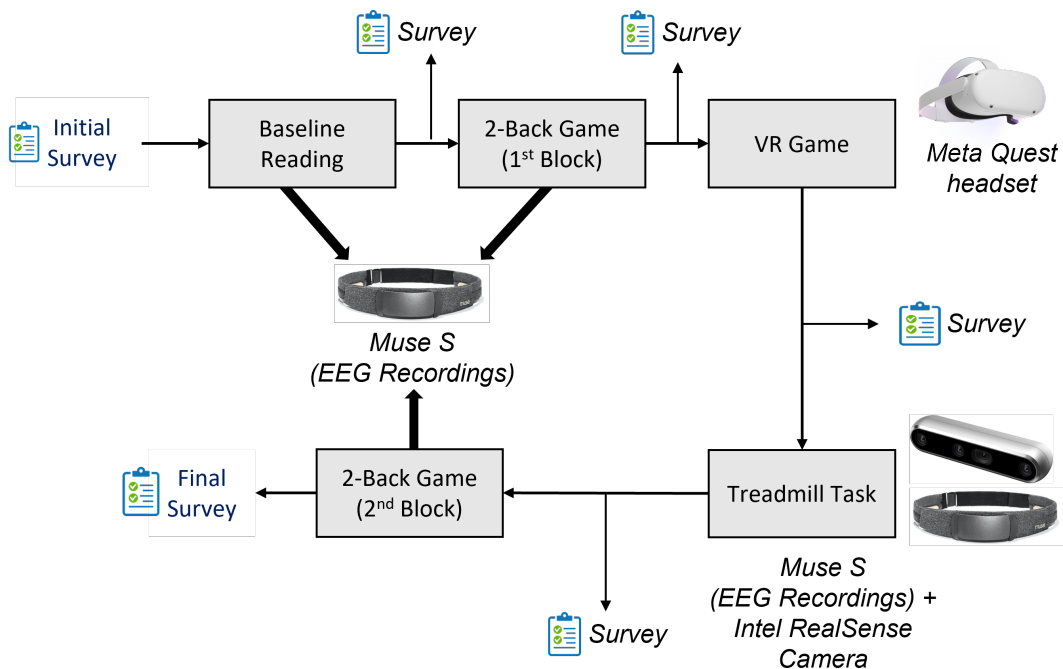 Survey
Survey
Initial
Survey
Baseline
Reading
2-Back Game
(1st Block)
VR Game
Meta Quest
headset
Muse S
(EEG Recordings)
Survey
Final
Survey
2-Back Game
(2nd Block)
Treadmill Task
Muse S
(EEG Recordings) +
Intel RealSense
Camera
Survey